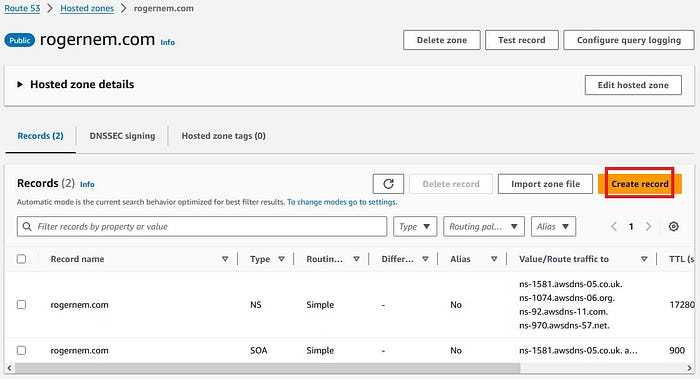 Route 53 > Hosted zones > rogernem.com
Public rogernem.com Info
Delete zone Test record Configure query logging
Hosted zone details
Edit hosted zone
Records (2) DNSSEC signing Hosted zone tags (0)
Records (2) Info
Delete record Import zone file Create record
Automatic mode is the current search behavior optimized for best filter results. To change modes go to settings.
Filter records by property or value
Type Routing pol... Alias 1
Record name Type Routin... Differ... Alias Value/Route traffic to TTL (s
rogernem.com NS Simple - No
ns-1581.awsdns-05.co.uk.
ns-1074.awsdns-06.org.
ns-92.awsdns-11.com.
ns-970.awsdns-57.net.
17280
rogernem.com SOA Simple - No ns-1581.awsdns-05.co.uk. a... 900